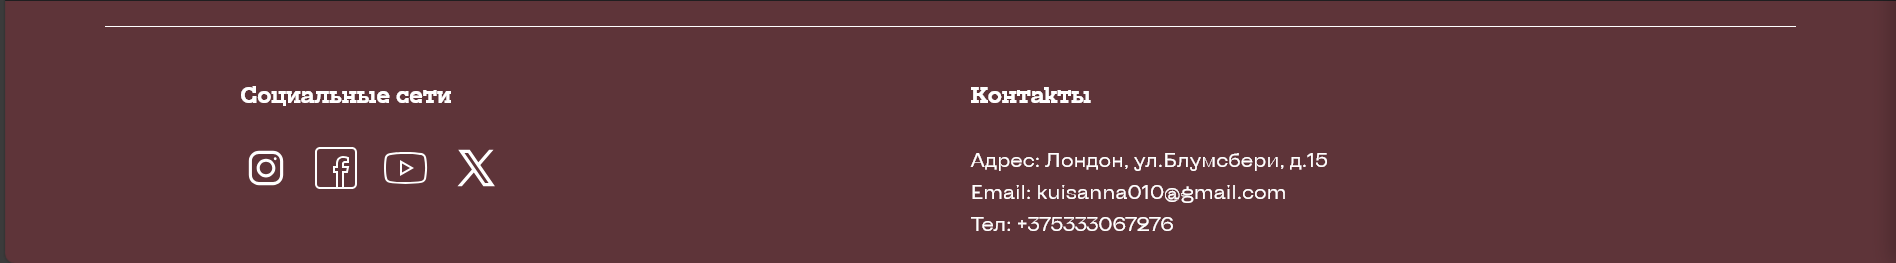 Социальные сети
Контакты
Адрес: Лондон, ул.Блумсбери, д.15
Email: kuisanna010@gmail.com
Тел: +375333067276